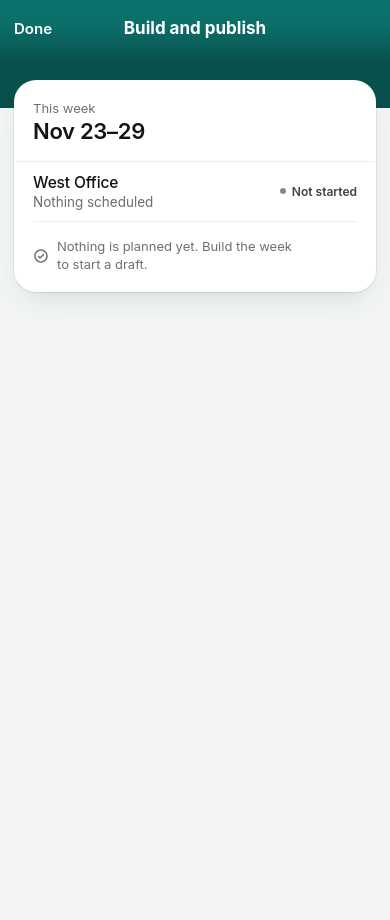 Done
Build and publish
This week
Nov 23–29
West Office
Nothing scheduled
Not started
Nothing is planned yet. Build the week
to start a draft.